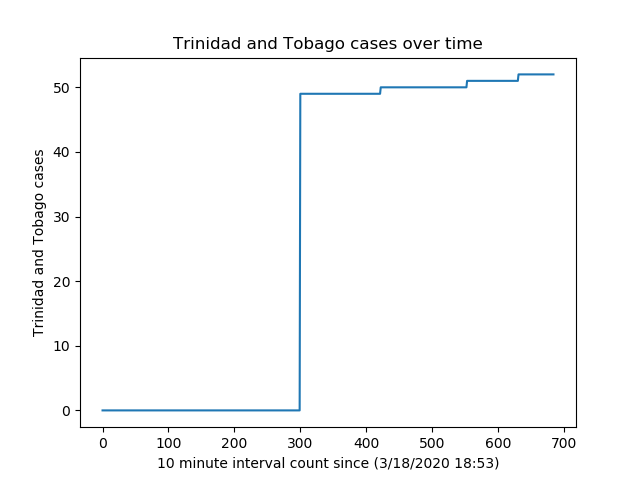 Trinidad and Tobago cases over time
Trinidad and Tobago cases
50
40
30
20
10
0
0 100 200 300 400 500 600 700
10 minute interval count since (3/18/2020 18:53)